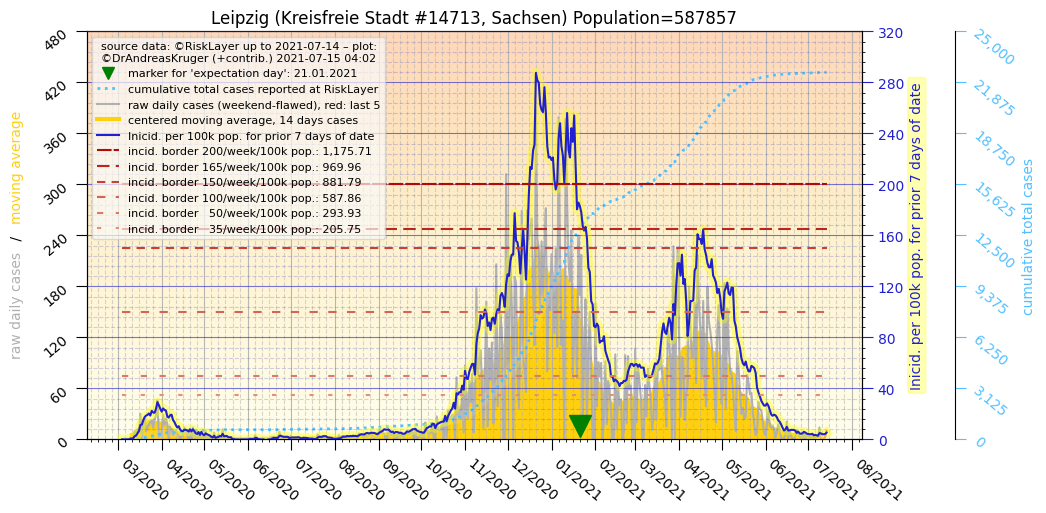 Leipzig (Kreisfreie Stadt #14713, Sachsen) Population=587857
source data: ©RiskLayer up to 2021-07-14 – plot:
©DrAndreasKruger (+contrib.) 2021-07-15 04:02
marker for 'expectation day': 21.01.2021
cumulative total cases reported at RiskLayer
raw daily cases (weekend-flawed), red: last 5
centered moving average, 14 days cases
Inicid. per 100k pop. for prior 7 days of date
incid. border 200/week/100k pop.: 1,175.71
incid. border 165/week/100k pop.: 969.96
incid. border 150/week/100k pop.: 881.79
incid. border 100/week/100k pop.: 587.86
incid. border   50/week/100k pop.: 293.93
incid. border   35/week/100k pop.: 205.75
raw daily cases   /   moving average
480
420
360
300
240
180
120
60
0
320
280
240
200
160
120
80
40
0
Inicid. per 100k pop. for prior 7 days of date
25,000
21,875
18,750
15,625
12,500
9,375
6,250
3,125
0
cumulative total cases
03/2020
04/2020
05/2020
06/2020
07/2020
08/2020
09/2020
10/2020
11/2020
12/2020
01/2021
02/2021
03/2021
04/2021
05/2021
06/2021
07/2021
08/2021